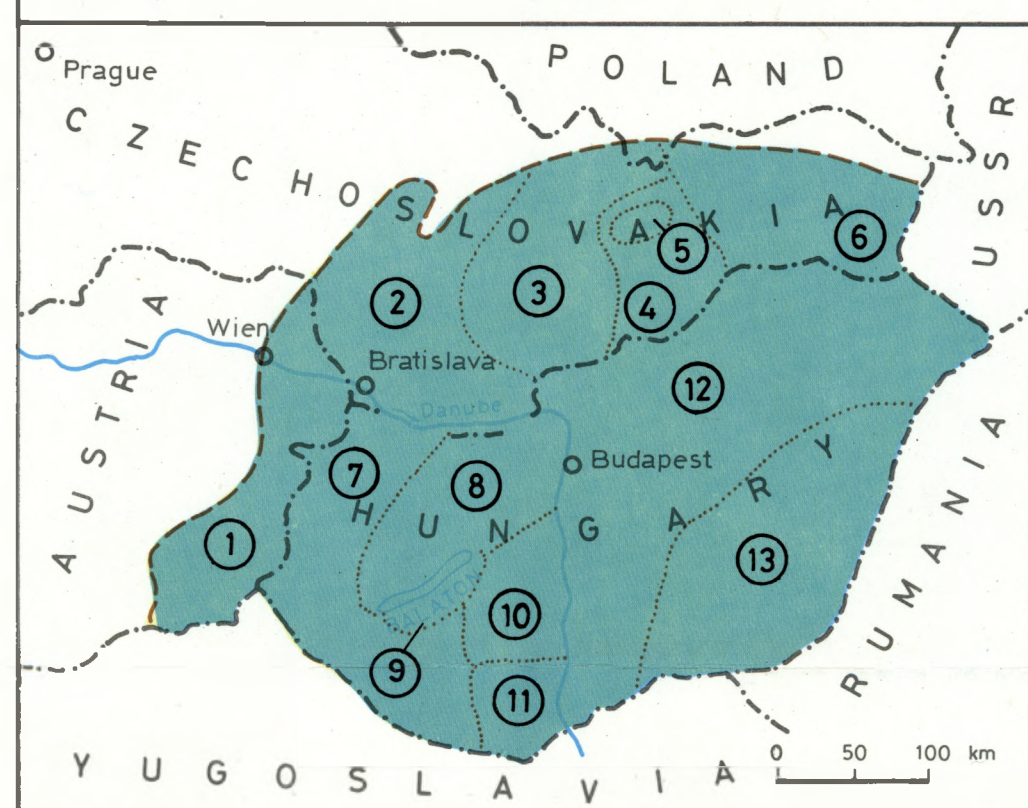 POLAND
Prague
CZECHOSLOVAKIA
USSR
6
5
2
3
4
Wien
AUSTRIA
Bratislava
12
Danube
Budapest
7
8
HUNGARY
RUMANIA
1
13
BALATON
10
9
11
0 50 100 km
YUGOSLAVIA